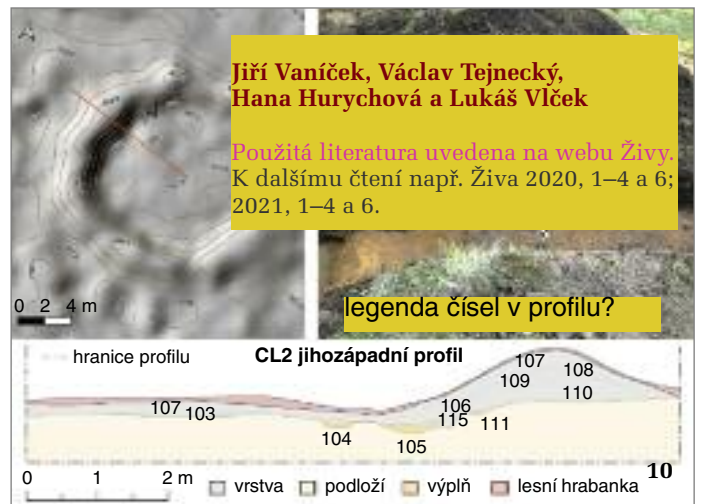 Jiří Vaníček, Václav Tejnecký,
Hana Hurychová a Lukáš Vlček
Použitá literatura uvedena na webu Živy.
K dalšímu čtení např. Živa 2020, 1–4 a 6;
2021, 1–4 a 6.
0 2 4 m
legenda čísel v profilu?
hranice profilu
CL2 jihozápadní profil
107
108
109
110
107
103
106
115
111
104
105
10
0 1 2 m
vrstva
podloží
výplň
lesní hrabanka